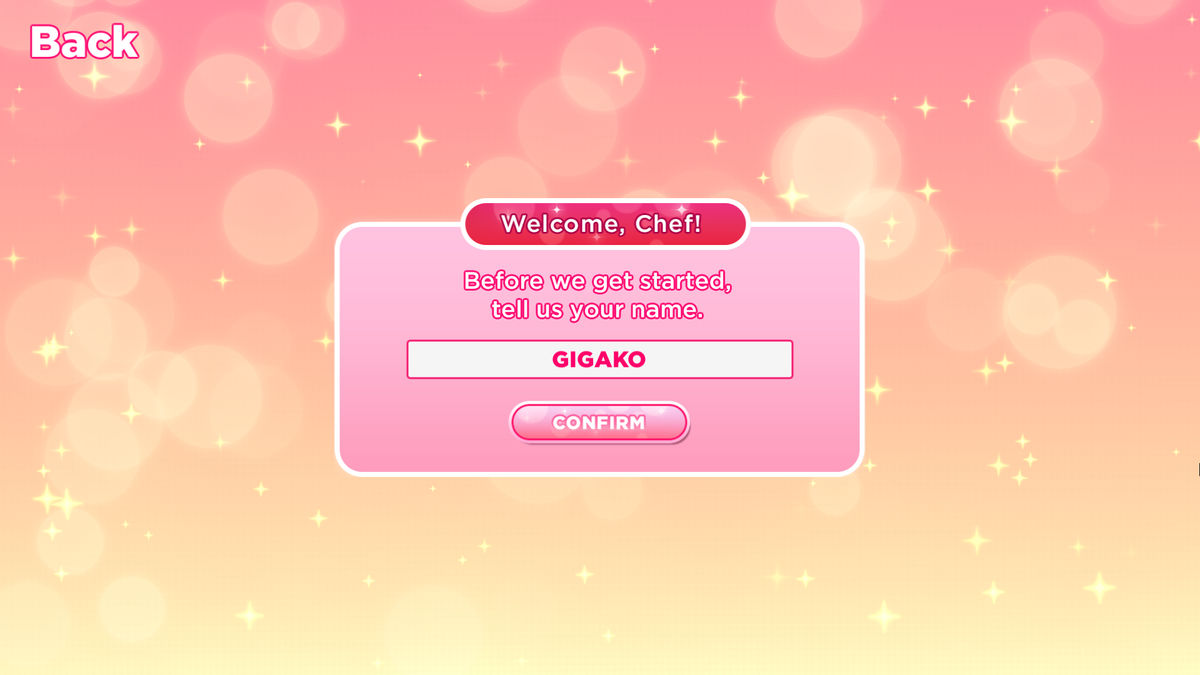 Back
Welcome, Chef!
Before we get started,
tell us your name.
GIGAKO
CONFIRM